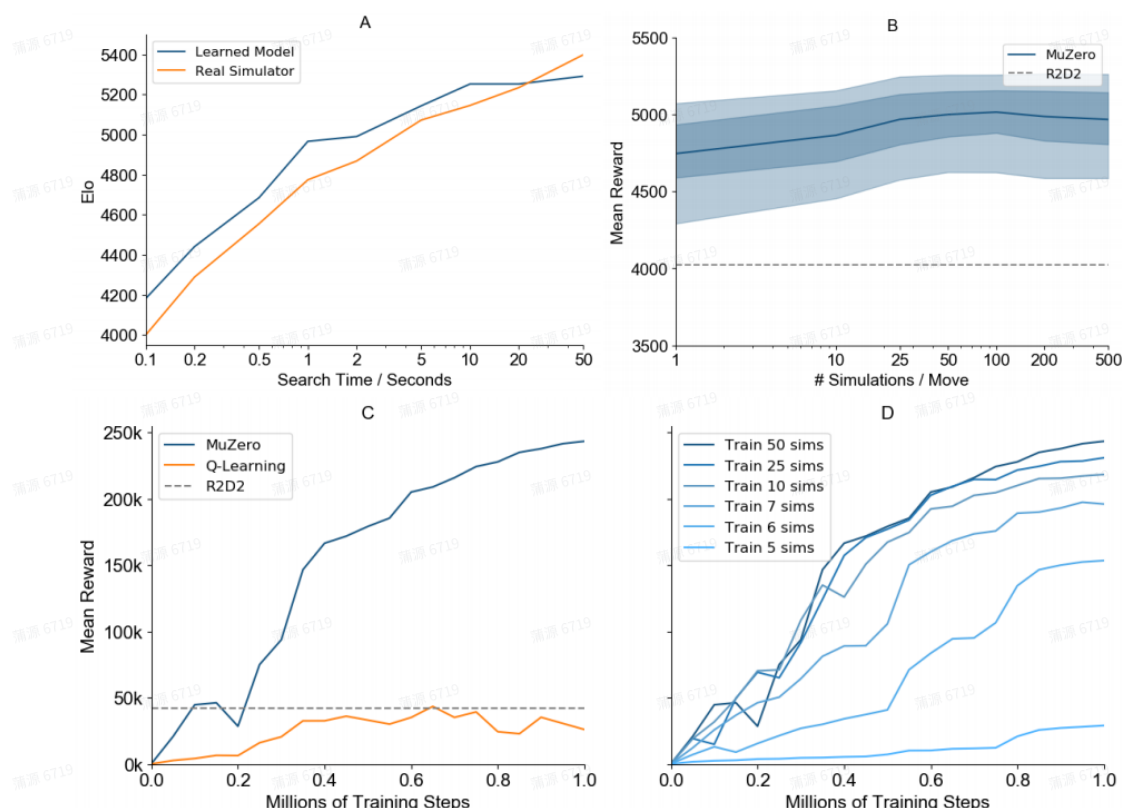 A
5400
5200
5000
4800
4600
4400
4200
4000
Elo
Learned Model
Real Simulator
0.1 0.2 0.5 1 2 5 10 20 50
Search Time / Seconds
B
5500
5000
4500
4000
3500
Mean Reward
MuZero
R2D2
1 10 25 50 100 200 500
# Simulations / Move
C
250k
200k
150k
100k
50k
0k
Mean Reward
MuZero
Q-Learning
R2D2
0.0 0.2 0.4 0.6 0.8 1.0
Millions of Training Steps
D
Train 50 sims
Train 25 sims
Train 10 sims
Train 7 sims
Train 6 sims
Train 5 sims
0.0 0.2 0.4 0.6 0.8 1.0
Millions of Training Steps
蒲源 6719